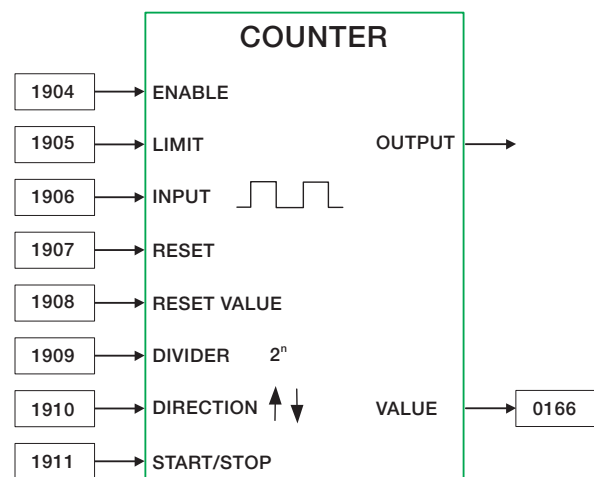 COUNTER
1904 ENABLE
1905 LIMIT OUTPUT
1906 INPUT
1907 RESET
1908 RESET VALUE
1909 DIVIDER 2ⁿ
1910 DIRECTION VALUE 0166
1911 START/STOP